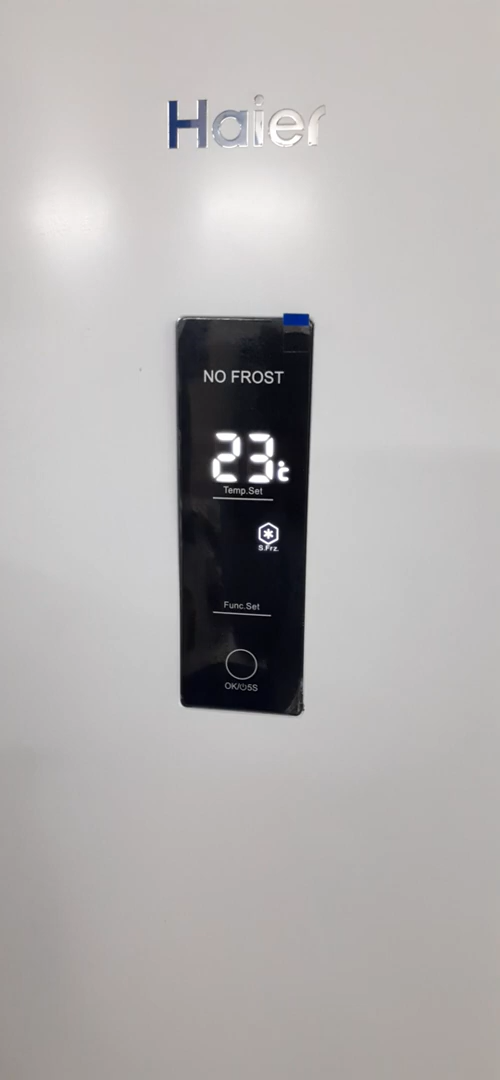 Haier
NO FROST
23°c
Temp.Set
S.Frz.
Func.Set
OK/⏻5S